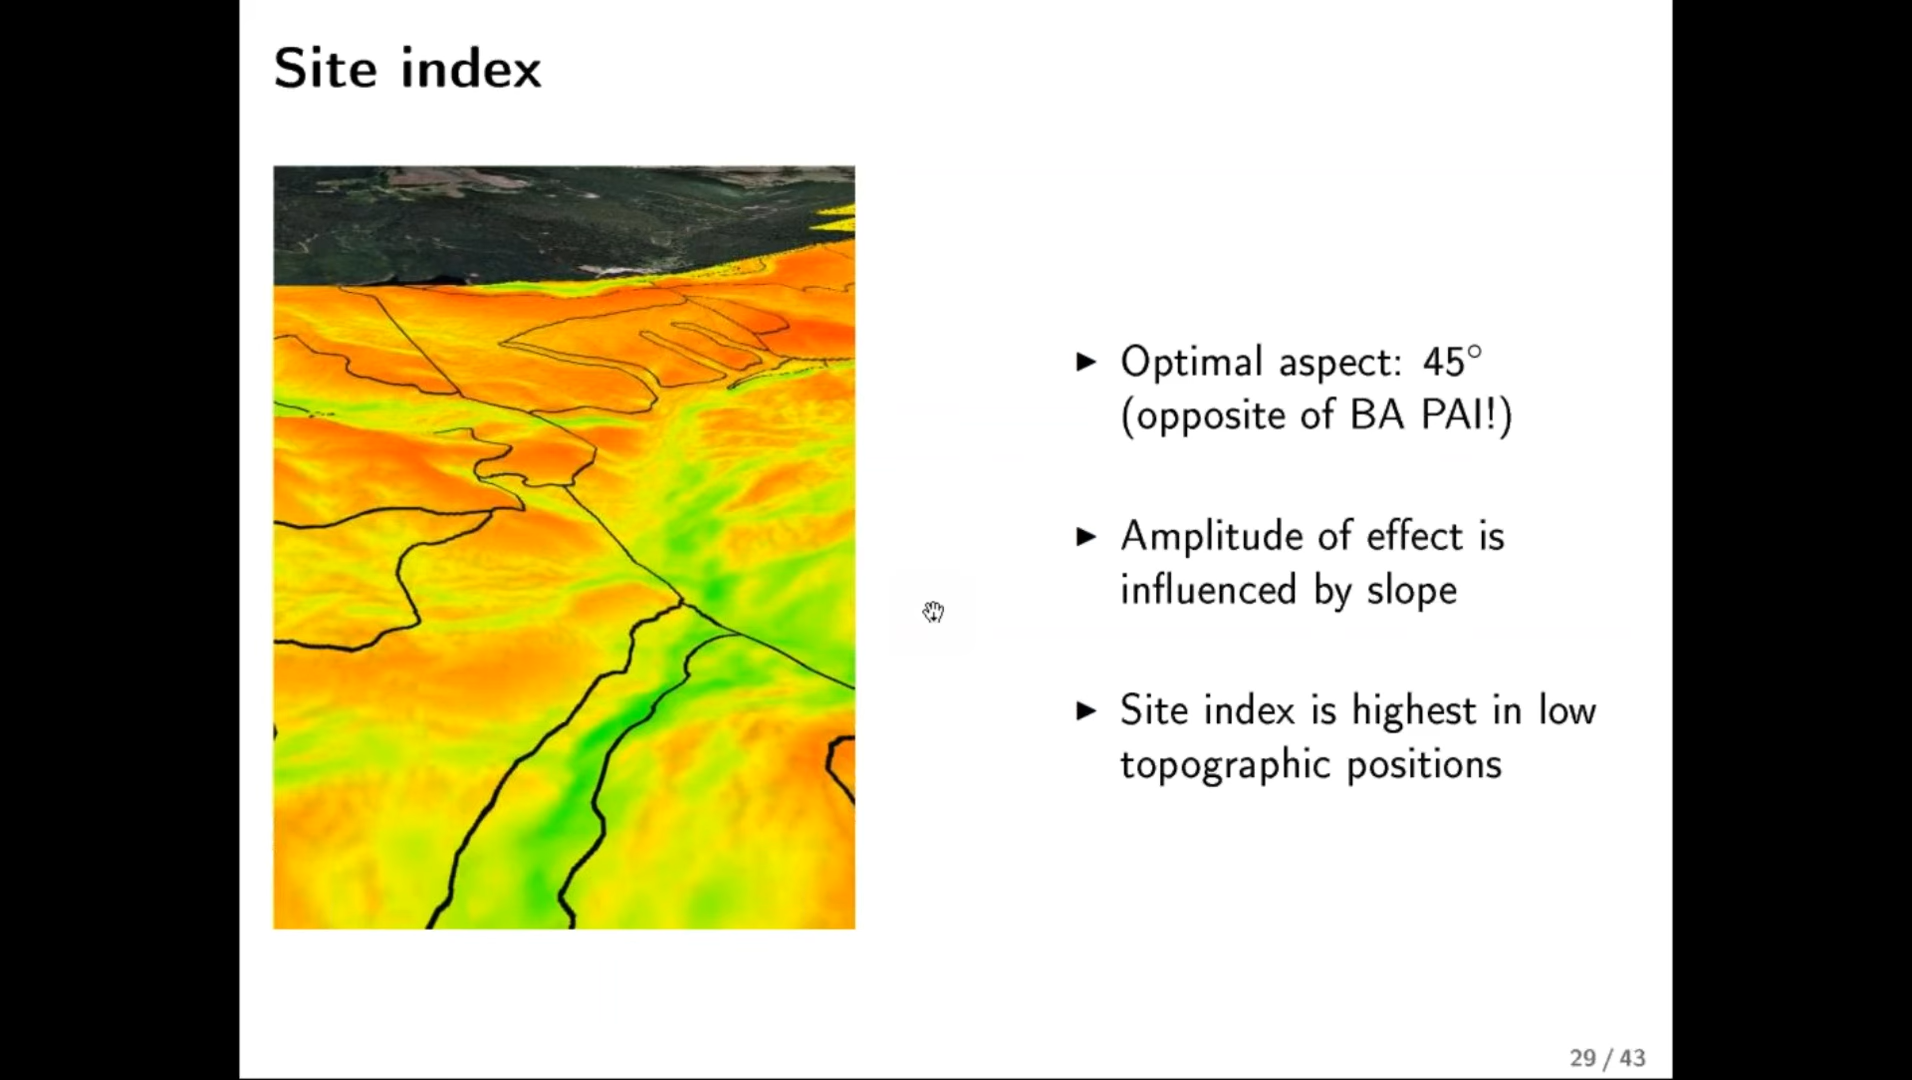 Site index
▶ Optimal aspect: 45°
(opposite of BA PAI!)
▶ Amplitude of effect is
influenced by slope
▶ Site index is highest in low
topographic positions
29 / 43